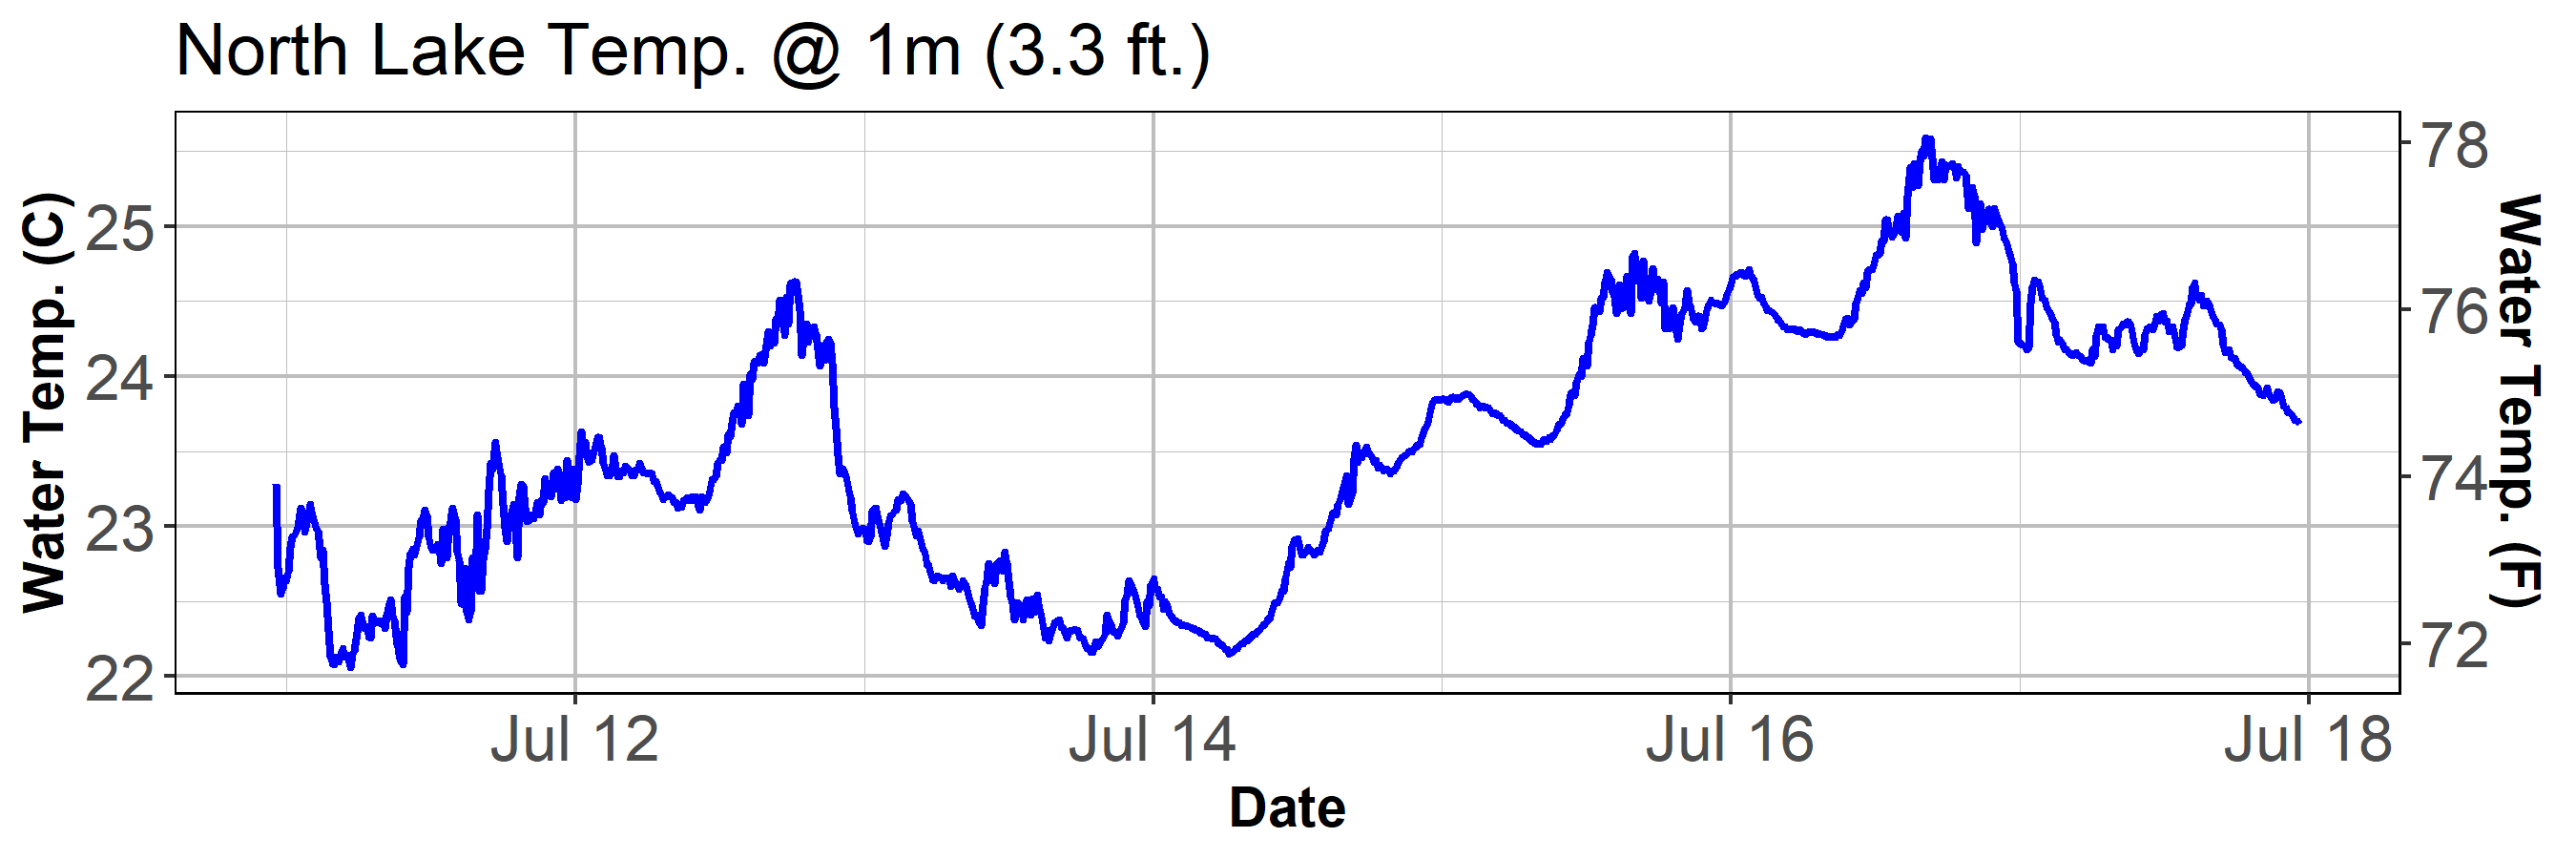 North Lake Temp. @ 1m (3.3 ft.)
Water Temp. (C)
25
24
23
22
78
76
74
72
Water Temp. (F)
Jul 12
Jul 14
Jul 16
Jul 18
Date